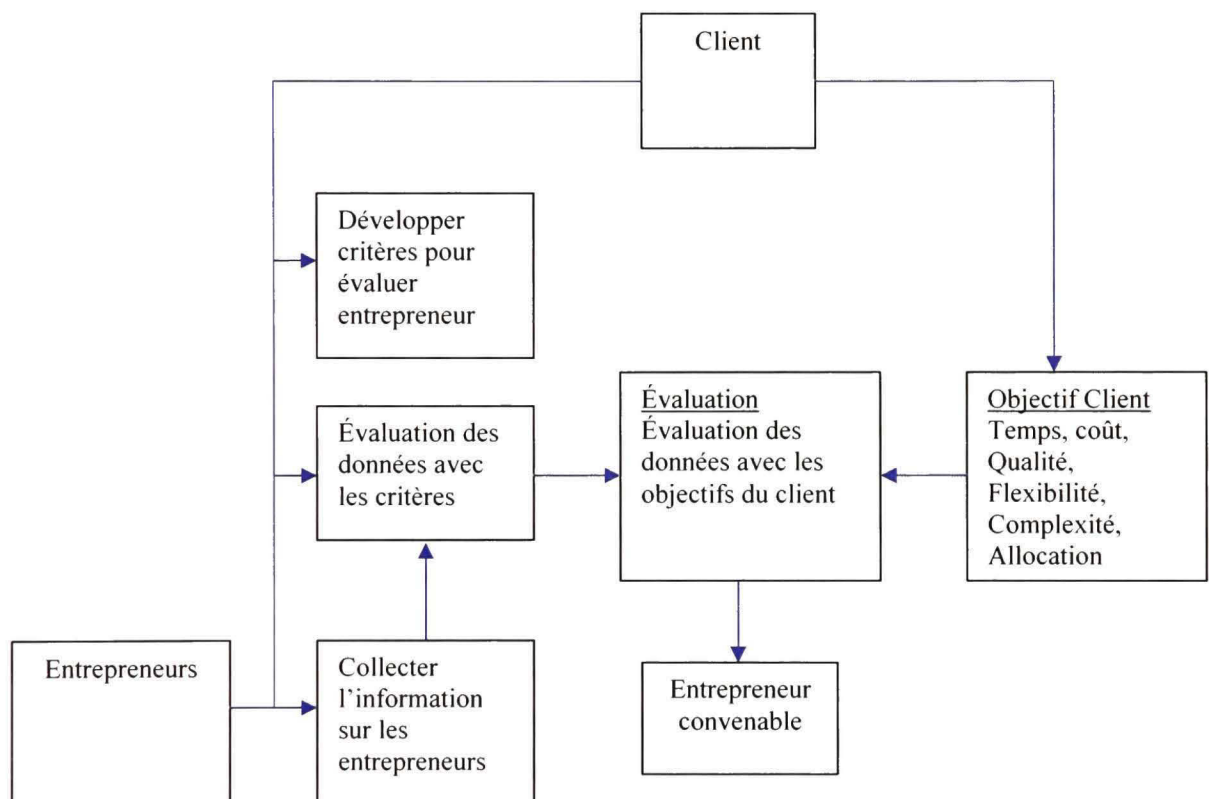 Client
Développer
critères pour
évaluer
entrepreneur
Évaluation des
données avec
les critères
Évaluation
Évaluation des
données avec les
objectifs du client
Objectif Client
Temps, coût,
Qualité,
Flexibilité,
Complexité,
Allocation
Entrepreneurs
Collecter
l'information
sur les
entrepreneurs
Entrepreneur
convenable